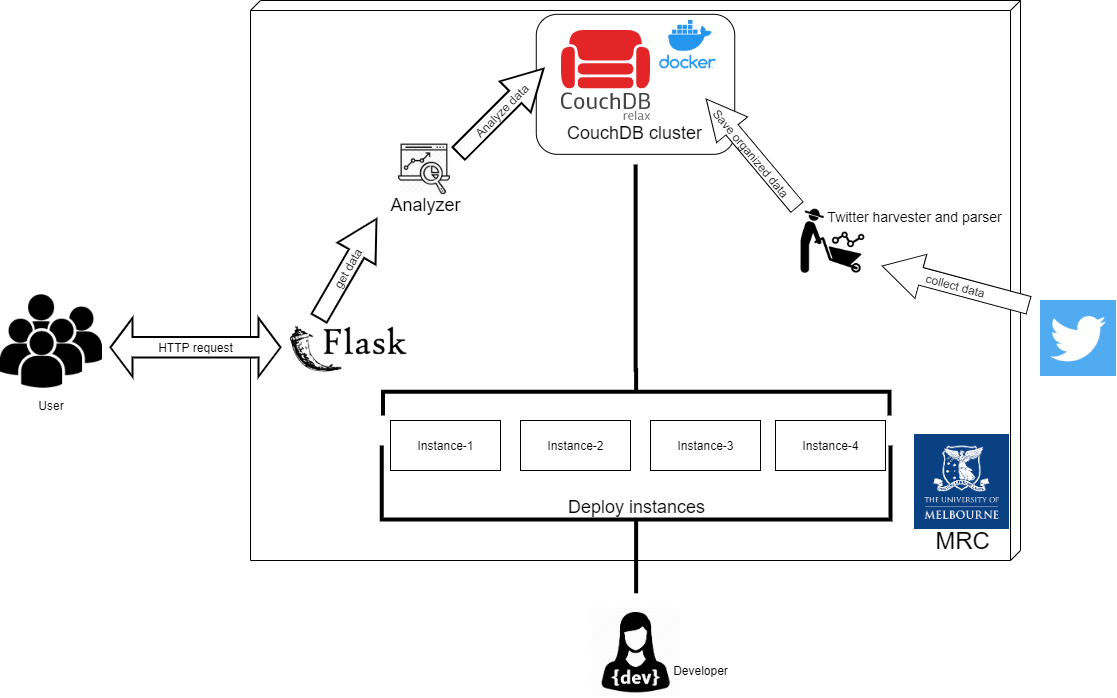 docker
CouchDB
relax
CouchDB cluster
Analyze data
Save organized data
Analyzer
Twitter harvester and parser
get data
collect data
HTTP request
Flask
User
Instance-1
Instance-2
Instance-3
Instance-4
Deploy instances
THE UNIVERSITY OF
MELBOURNE
MRC
{dev}
Developer